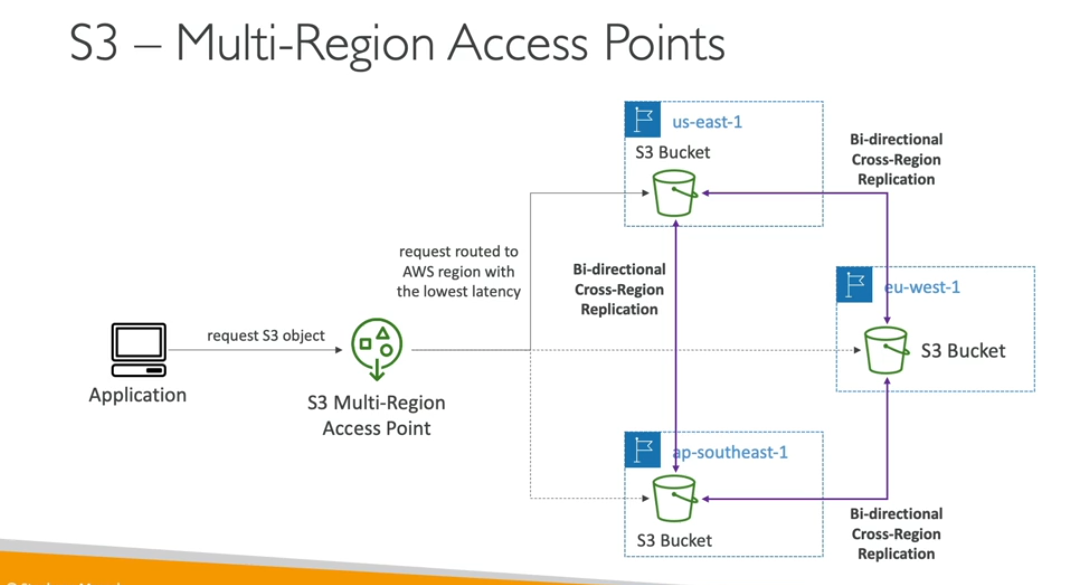 S3 – Multi-Region Access Points
us-east-1
S3 Bucket
Bi-directional
Cross-Region
Replication
request routed to
AWS region with
the lowest latency
Bi-directional
Cross-Region
Replication
eu-west-1
S3 Bucket
request S3 object
Application
S3 Multi-Region
Access Point
ap-southeast-1
S3 Bucket
Bi-directional
Cross-Region
Replication